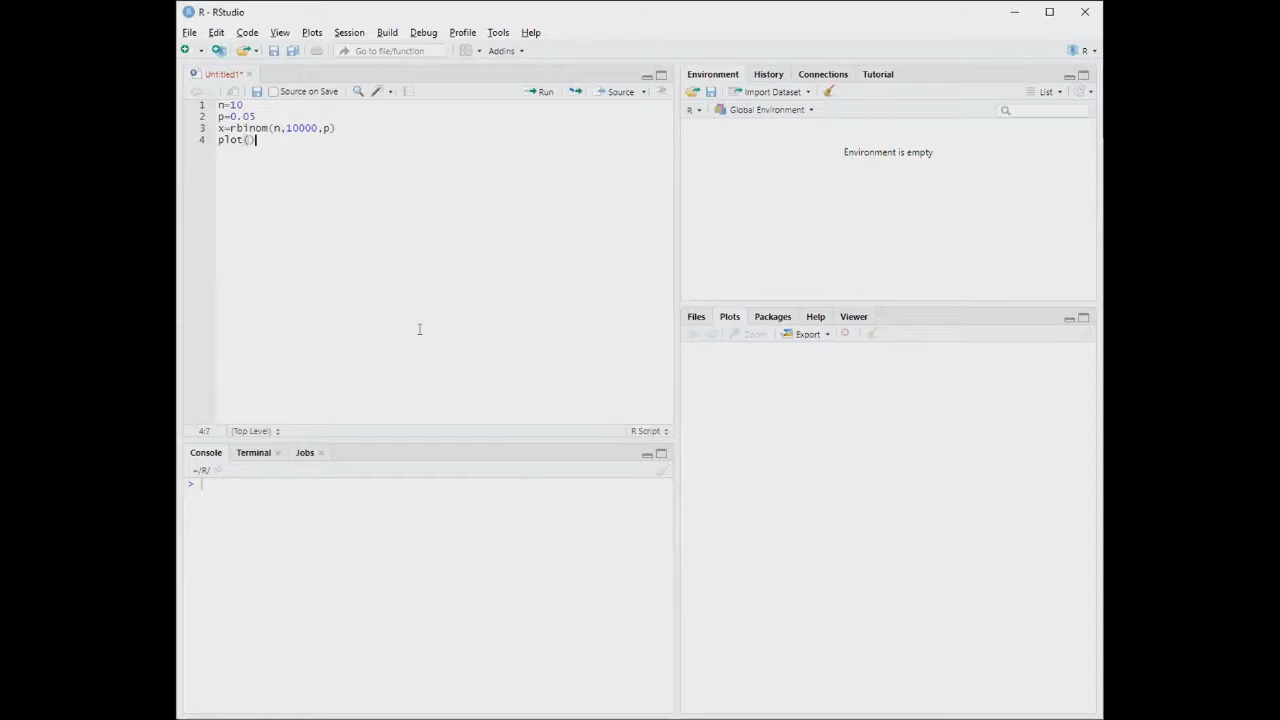 R - RStudio
File Edit Code View Plots Session Build Debug Profile Tools Help
Go to file/function Addins R
Untitled1*
Source on Save Run Source
1 n=10
2 p=0.05
3 x=rbinom(n,10000,p)
4 plot()
4:7 (Top Level) R Script
Console Terminal Jobs
~/R/
>
Environment History Connections Tutorial
Import Dataset List
R Global Environment
Environment is empty
Files Plots Packages Help Viewer
Zoom Export